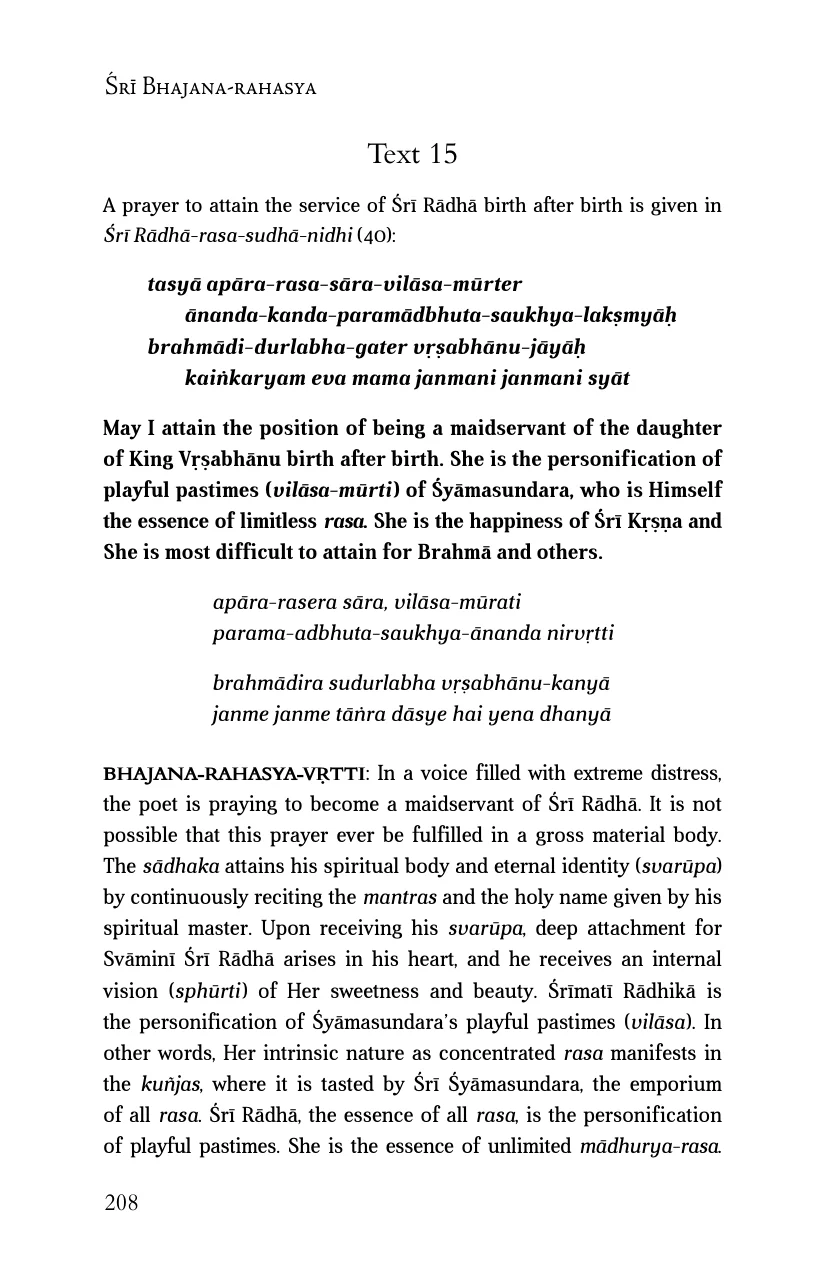 Śrī Bhajana-rahasya
Text 15
A prayer to attain the service of Śrī Rādhā birth after birth is given in
Śrī Rādhā-rasa-sudhā-nidhi (40):
tasyā apāra-rasa-sāra-vilāsa-mūrter
ānanda-kanda-paramādbhuta-saukhya-lakṣmyāḥ
brahmādi-durlabha-gater vṛṣabhānu-jāyāḥ
kaiṅkaryam eva mama janmani janmani syāt
May I attain the position of being a maidservant of the daughter
of King Vṛṣabhānu birth after birth. She is the personification of
playful pastimes (vilāsa-mūrti) of Śyāmasundara, who is Himself
the essence of limitless rasa. She is the happiness of Śrī Kṛṣṇa and
She is most difficult to attain for Brahmā and others.
apāra-rasera sāra, vilāsa-mūrati
parama-adbhuta-saukhya-ānanda nirvṛtti
brahmādira sudurlabha vṛṣabhānu-kanyā
janme janme tāṅra dāsye hai yena dhanyā
BHAJANA-RAHASYA-VṚTTI: In a voice filled with extreme distress,
the poet is praying to become a maidservant of Śrī Rādhā. It is not
possible that this prayer ever be fulfilled in a gross material body.
The sādhaka attains his spiritual body and eternal identity (svarūpa)
by continuously reciting the mantras and the holy name given by his
spiritual master. Upon receiving his svarūpa, deep attachment for
Svāminī Śrī Rādhā arises in his heart, and he receives an internal
vision (sphūrti) of Her sweetness and beauty. Śrīmatī Rādhikā is
the personification of Śyāmasundara’s playful pastimes (vilāsa). In
other words, Her intrinsic nature as concentrated rasa manifests in
the kuñjas, where it is tasted by Śrī Śyāmasundara, the emporium
of all rasa. Śrī Rādhā, the essence of all rasa, is the personification
of playful pastimes. She is the essence of unlimited mādhurya-rasa.
208